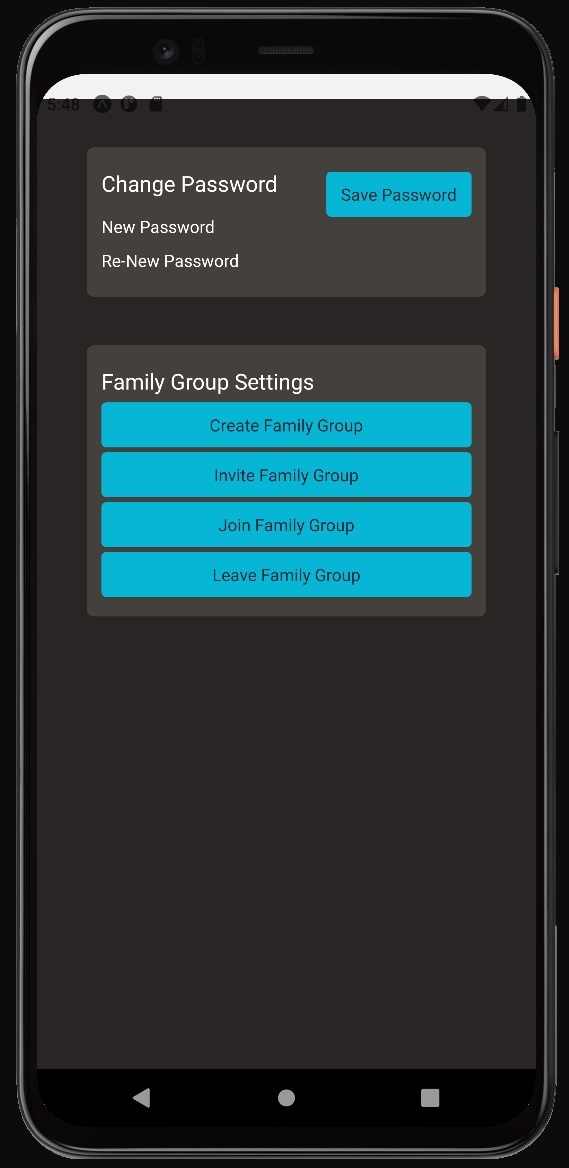 5:48
Change Password
Save Password
New Password
Re-New Password
Family Group Settings
Create Family Group
Invite Family Group
Join Family Group
Leave Family Group